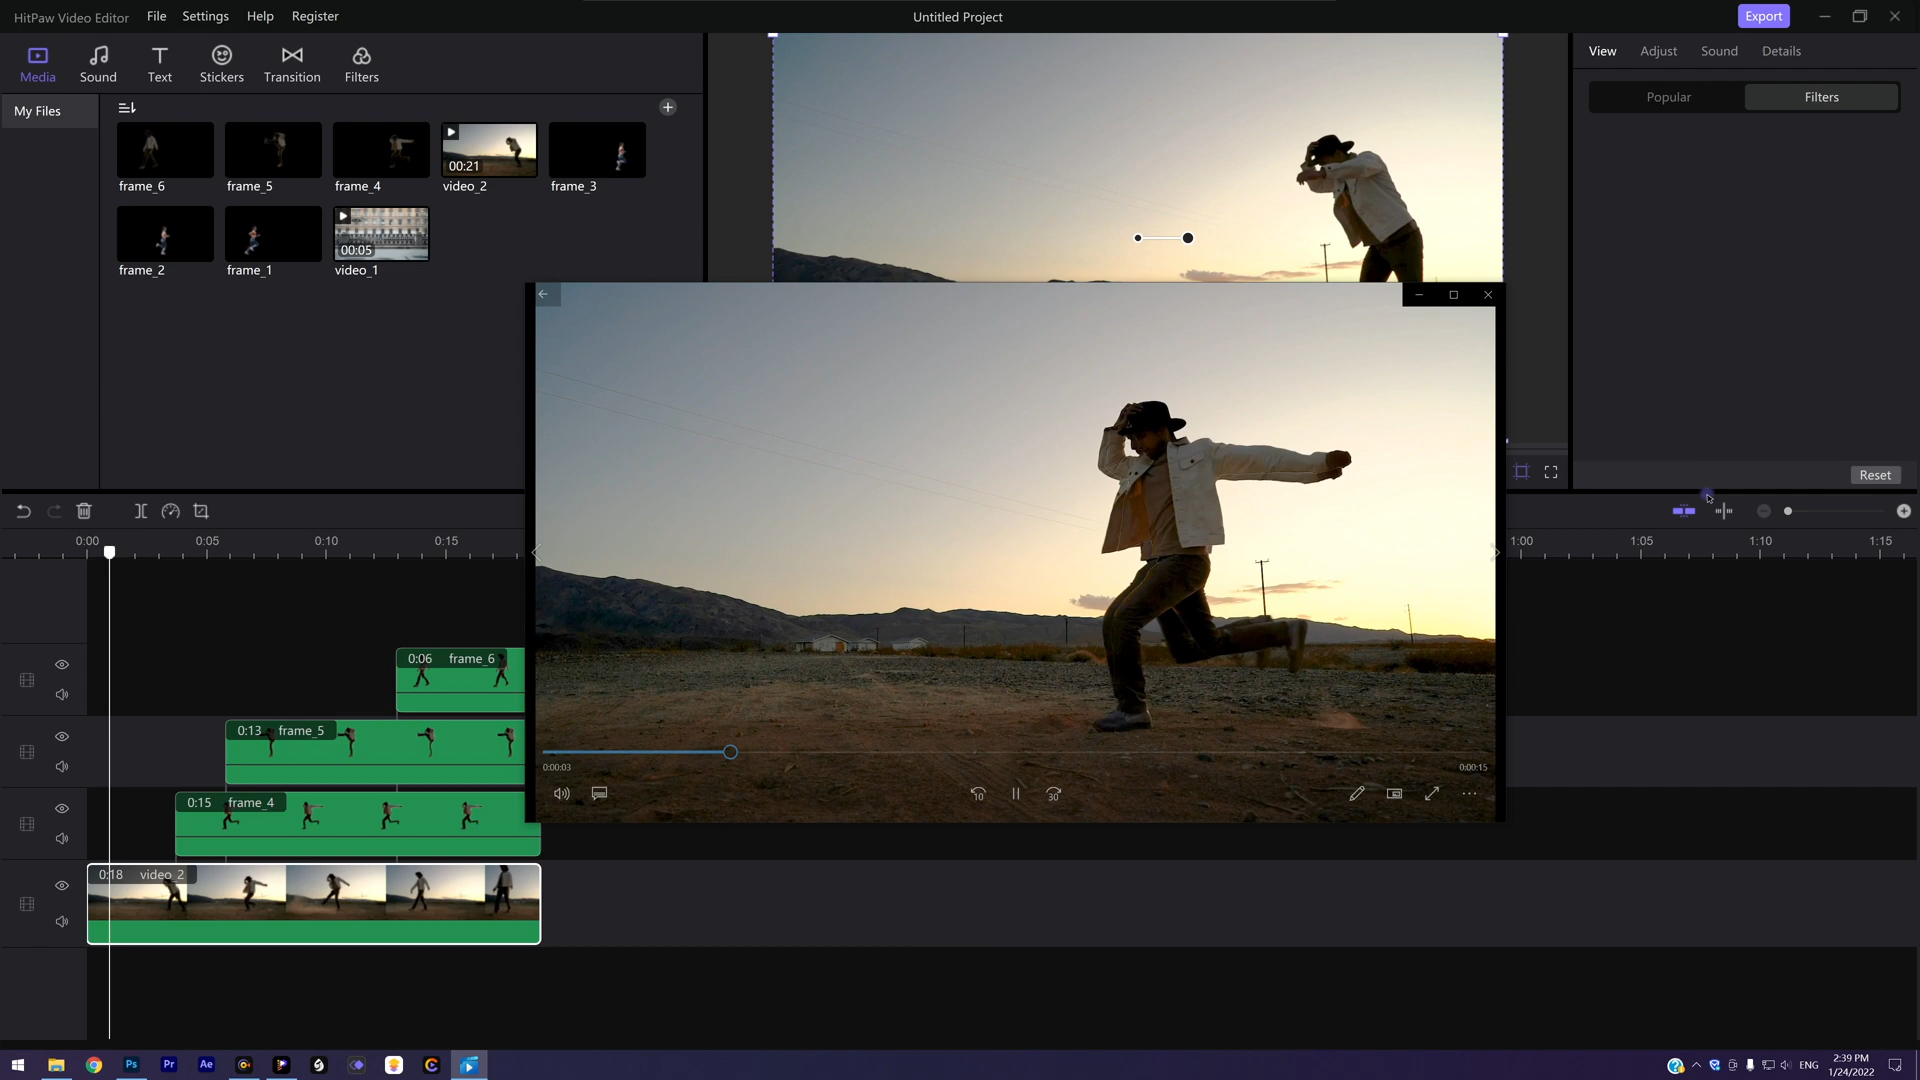 HitPaw Video Editor File Settings Help Register Untitled Project Export
Media Sound Text Stickers Transition Filters
View Adjust Sound Details
My Files
Popular Filters
00:21
frame_6 frame_5 frame_4 video_2 frame_3
00:05
frame_2 frame_1 video_1
Reset
0:00 0:05 0:10 0:15 1:00 1:05 1:10 1:15
0:06 frame_6
0:13 frame_5
0:00:03 0:00:15
10 30
0:15 frame_4
0:18 video_2
Ps Pr Ae
ENG
2:39 PM
1/24/2022